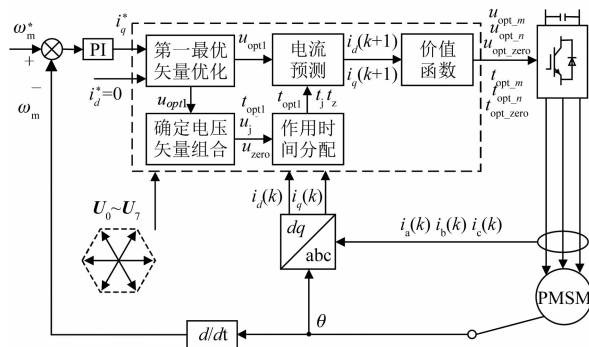 ω*m
+
−
ωm
PI
i*q
i*d=0
第一最优
矢量优化
uopt1
电流
预测
id(k+1)
iq(k+1)
价值
函数
uopt_m
uopt_n
uopt_zero
topt_m
topt_n
topt_zero
uopt1
topt1
tj tz
确定电压
矢量组合
topt1
uj
uzero
作用时
间分配
id(k)
iq(k)
U0~U7
dq
abc
ia(k) ib(k) ic(k)
PMSM
d/dt
θ